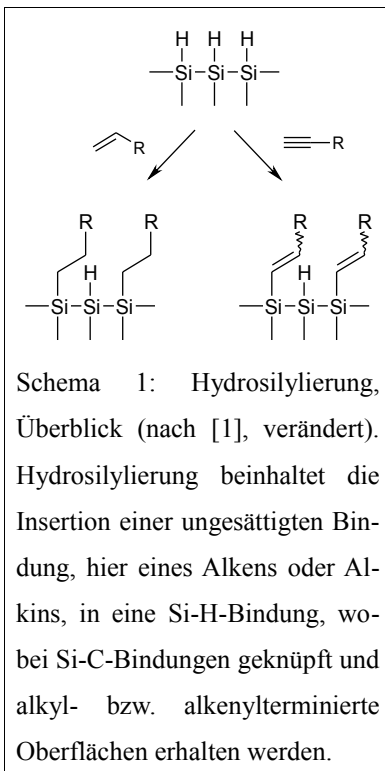 H H H
Si Si Si
R R
R R
H H
Si Si Si Si Si Si
Schema 1: Hydrosilylierung,
Überblick (nach [1], verändert).
Hydrosilylierung beinhaltet die
Insertion einer ungesättigten Bin-
dung, hier eines Alkens oder Al-
kins, in eine Si-H-Bindung, wo-
bei Si-C-Bindungen geknüpft und
alkyl- bzw. alkenylterminierte
Oberflächen erhalten werden.